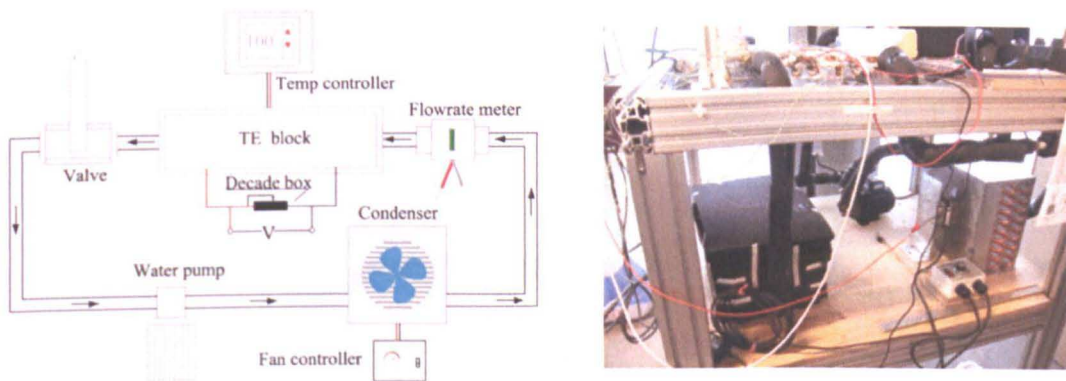 100
Temp controller
Flowrate meter
TE block
Valve
Decade box
V
Condenser
Water pump
Fan controller